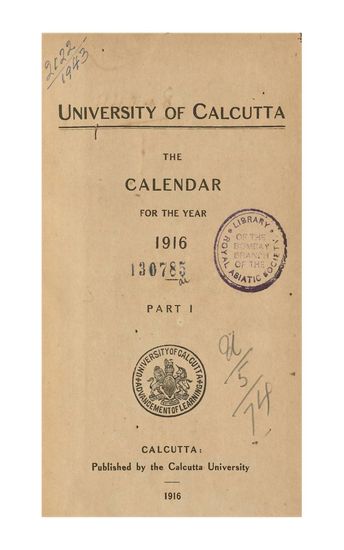 2122
1943
UNIVERSITY OF CALCUTTA
THE
CALENDAR
FOR THE YEAR
1916
130785
PART I
LIBRARY
OF THE
BOMBAY
BRANCH
OF THE
ROYAL ASIATIC SOCIETY
UNIVERSITY OF CALCUTTA
ADVANCEMENT OF LEARNING
5
74
CALCUTTA:
Published by the Calcutta University
1916